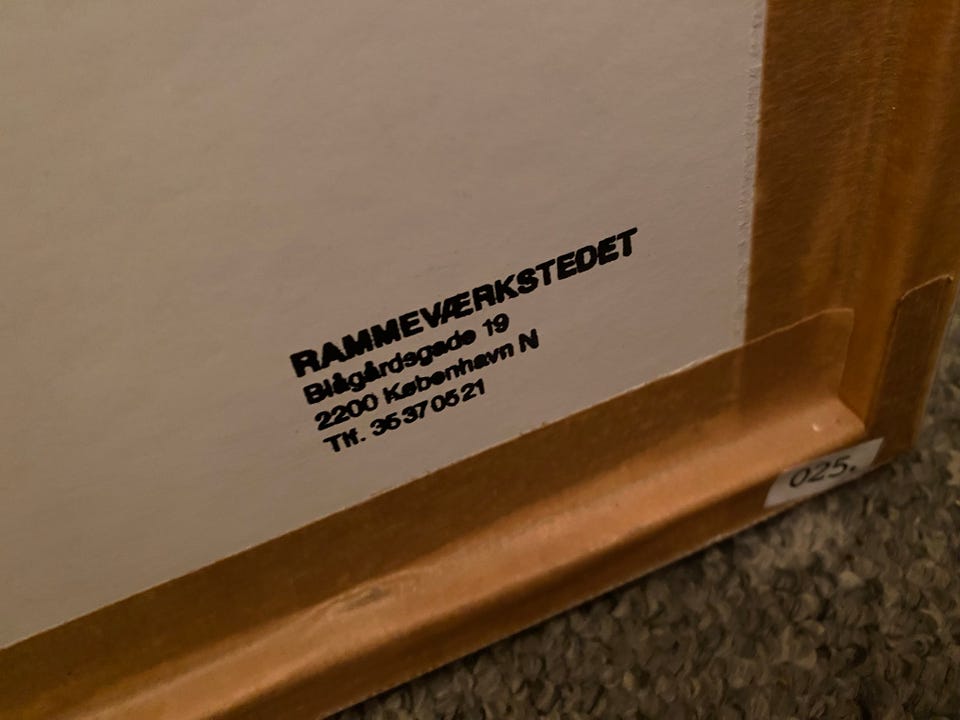 RAMMEVÆRKSTEDET
Blågårdsgade 19
2200 København N
Tlf. 35 37 05 21
025.